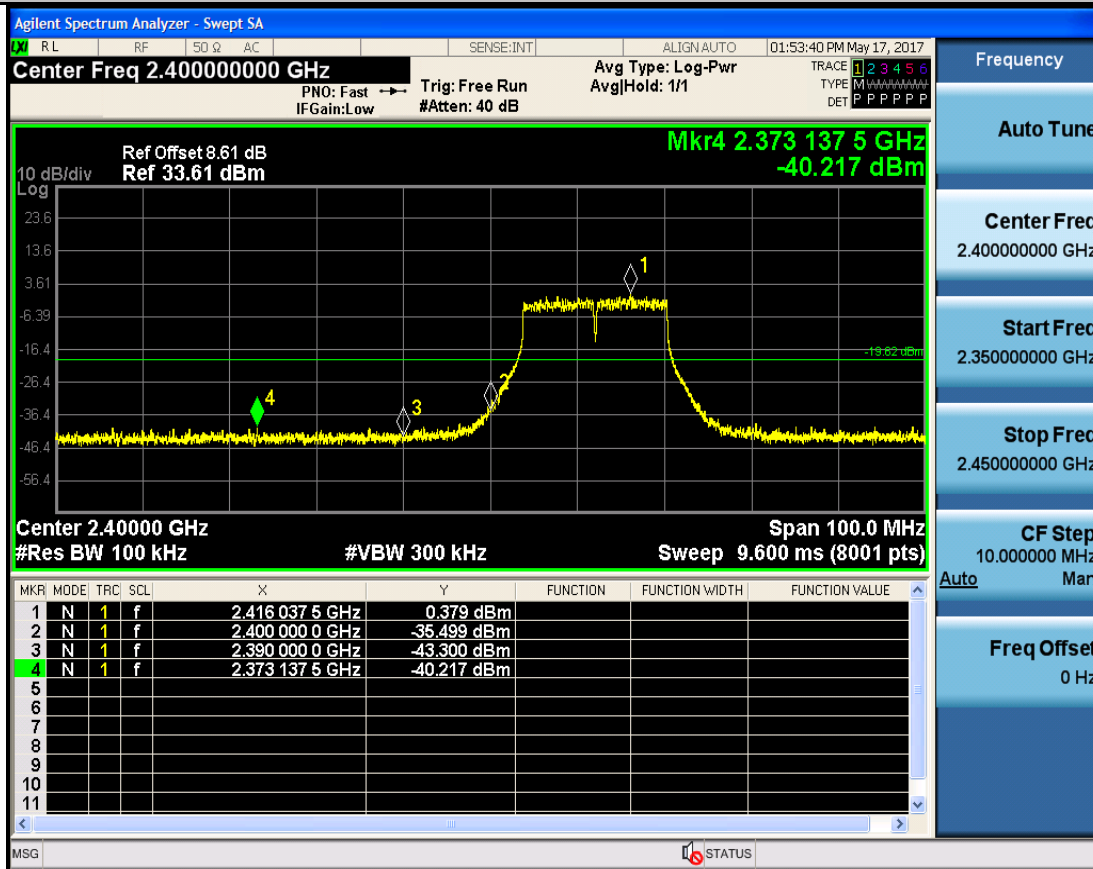 Agilent Spectrum Analyzer - Swept SA
LXI RL RF 50 Ω AC SENSE:INT ALIGN AUTO 01:53:40 PM May 17, 2017
Center Freq 2.400000000 GHz
PNO: Fast
IFGain:Low
Trig: Free Run
#Atten: 40 dB
Avg Type: Log-Pwr
Avg|Hold: 1/1
TRACE 1 2 3 4 5 6
TYPE M
DET P P P P P P
Mkr4 2.373 137 5 GHz
-40.217 dBm
Ref Offset 8.61 dB
10 dB/div Ref 33.61 dBm
Log
23.6
13.6
3.61
-6.39
-16.4
-26.4
-36.4
-46.4
-56.4
1
2
3
4
-19.62 dBm
Center 2.40000 GHz Span 100.0 MHz
#Res BW 100 kHz #VBW 300 kHz Sweep 9.600 ms (8001 pts)
MKR MODE TRC SCL X Y FUNCTION FUNCTION WIDTH FUNCTION VALUE
1 N 1 f 2.416 037 5 GHz 0.379 dBm
2 N 1 f 2.400 000 0 GHz -35.499 dBm
3 N 1 f 2.390 000 0 GHz -43.300 dBm
4 N 1 f 2.373 137 5 GHz -40.217 dBm
5
6
7
8
9
10
11
MSG STATUS
Frequency
Auto Tune
Center Freq
2.400000000 GHz
Start Freq
2.350000000 GHz
Stop Freq
2.450000000 GHz
CF Step
10.000000 MHz
Auto Man
Freq Offset
0 Hz